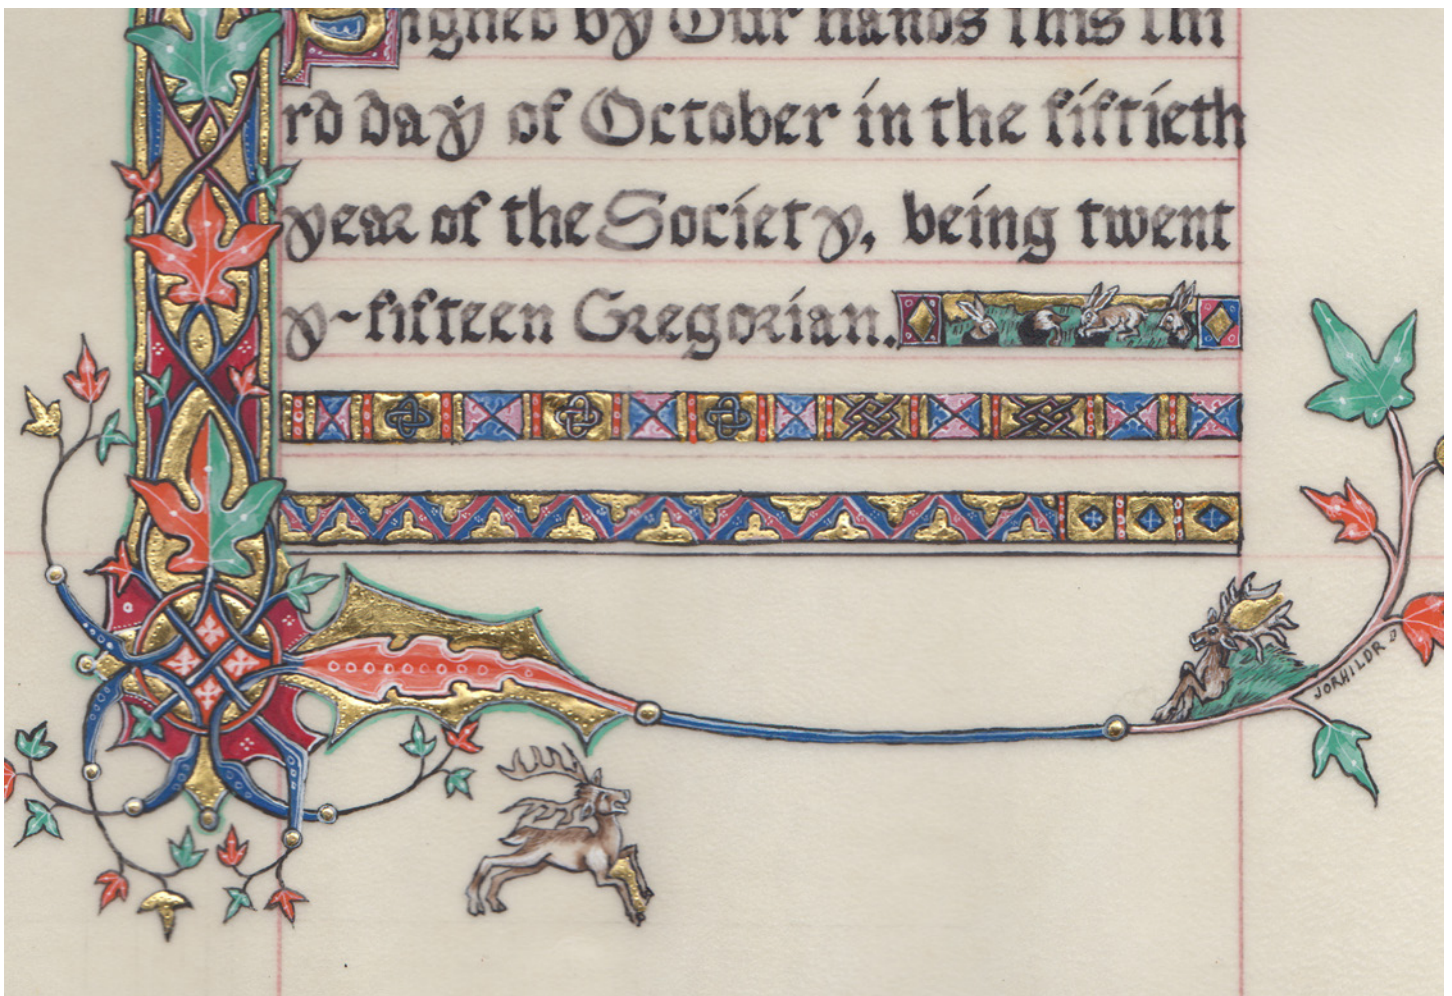 Signed by Our hands this thi
rd day of October in the fiftieth
year of the Society, being twent
y-fifteen Gregorian.
JORHILDR